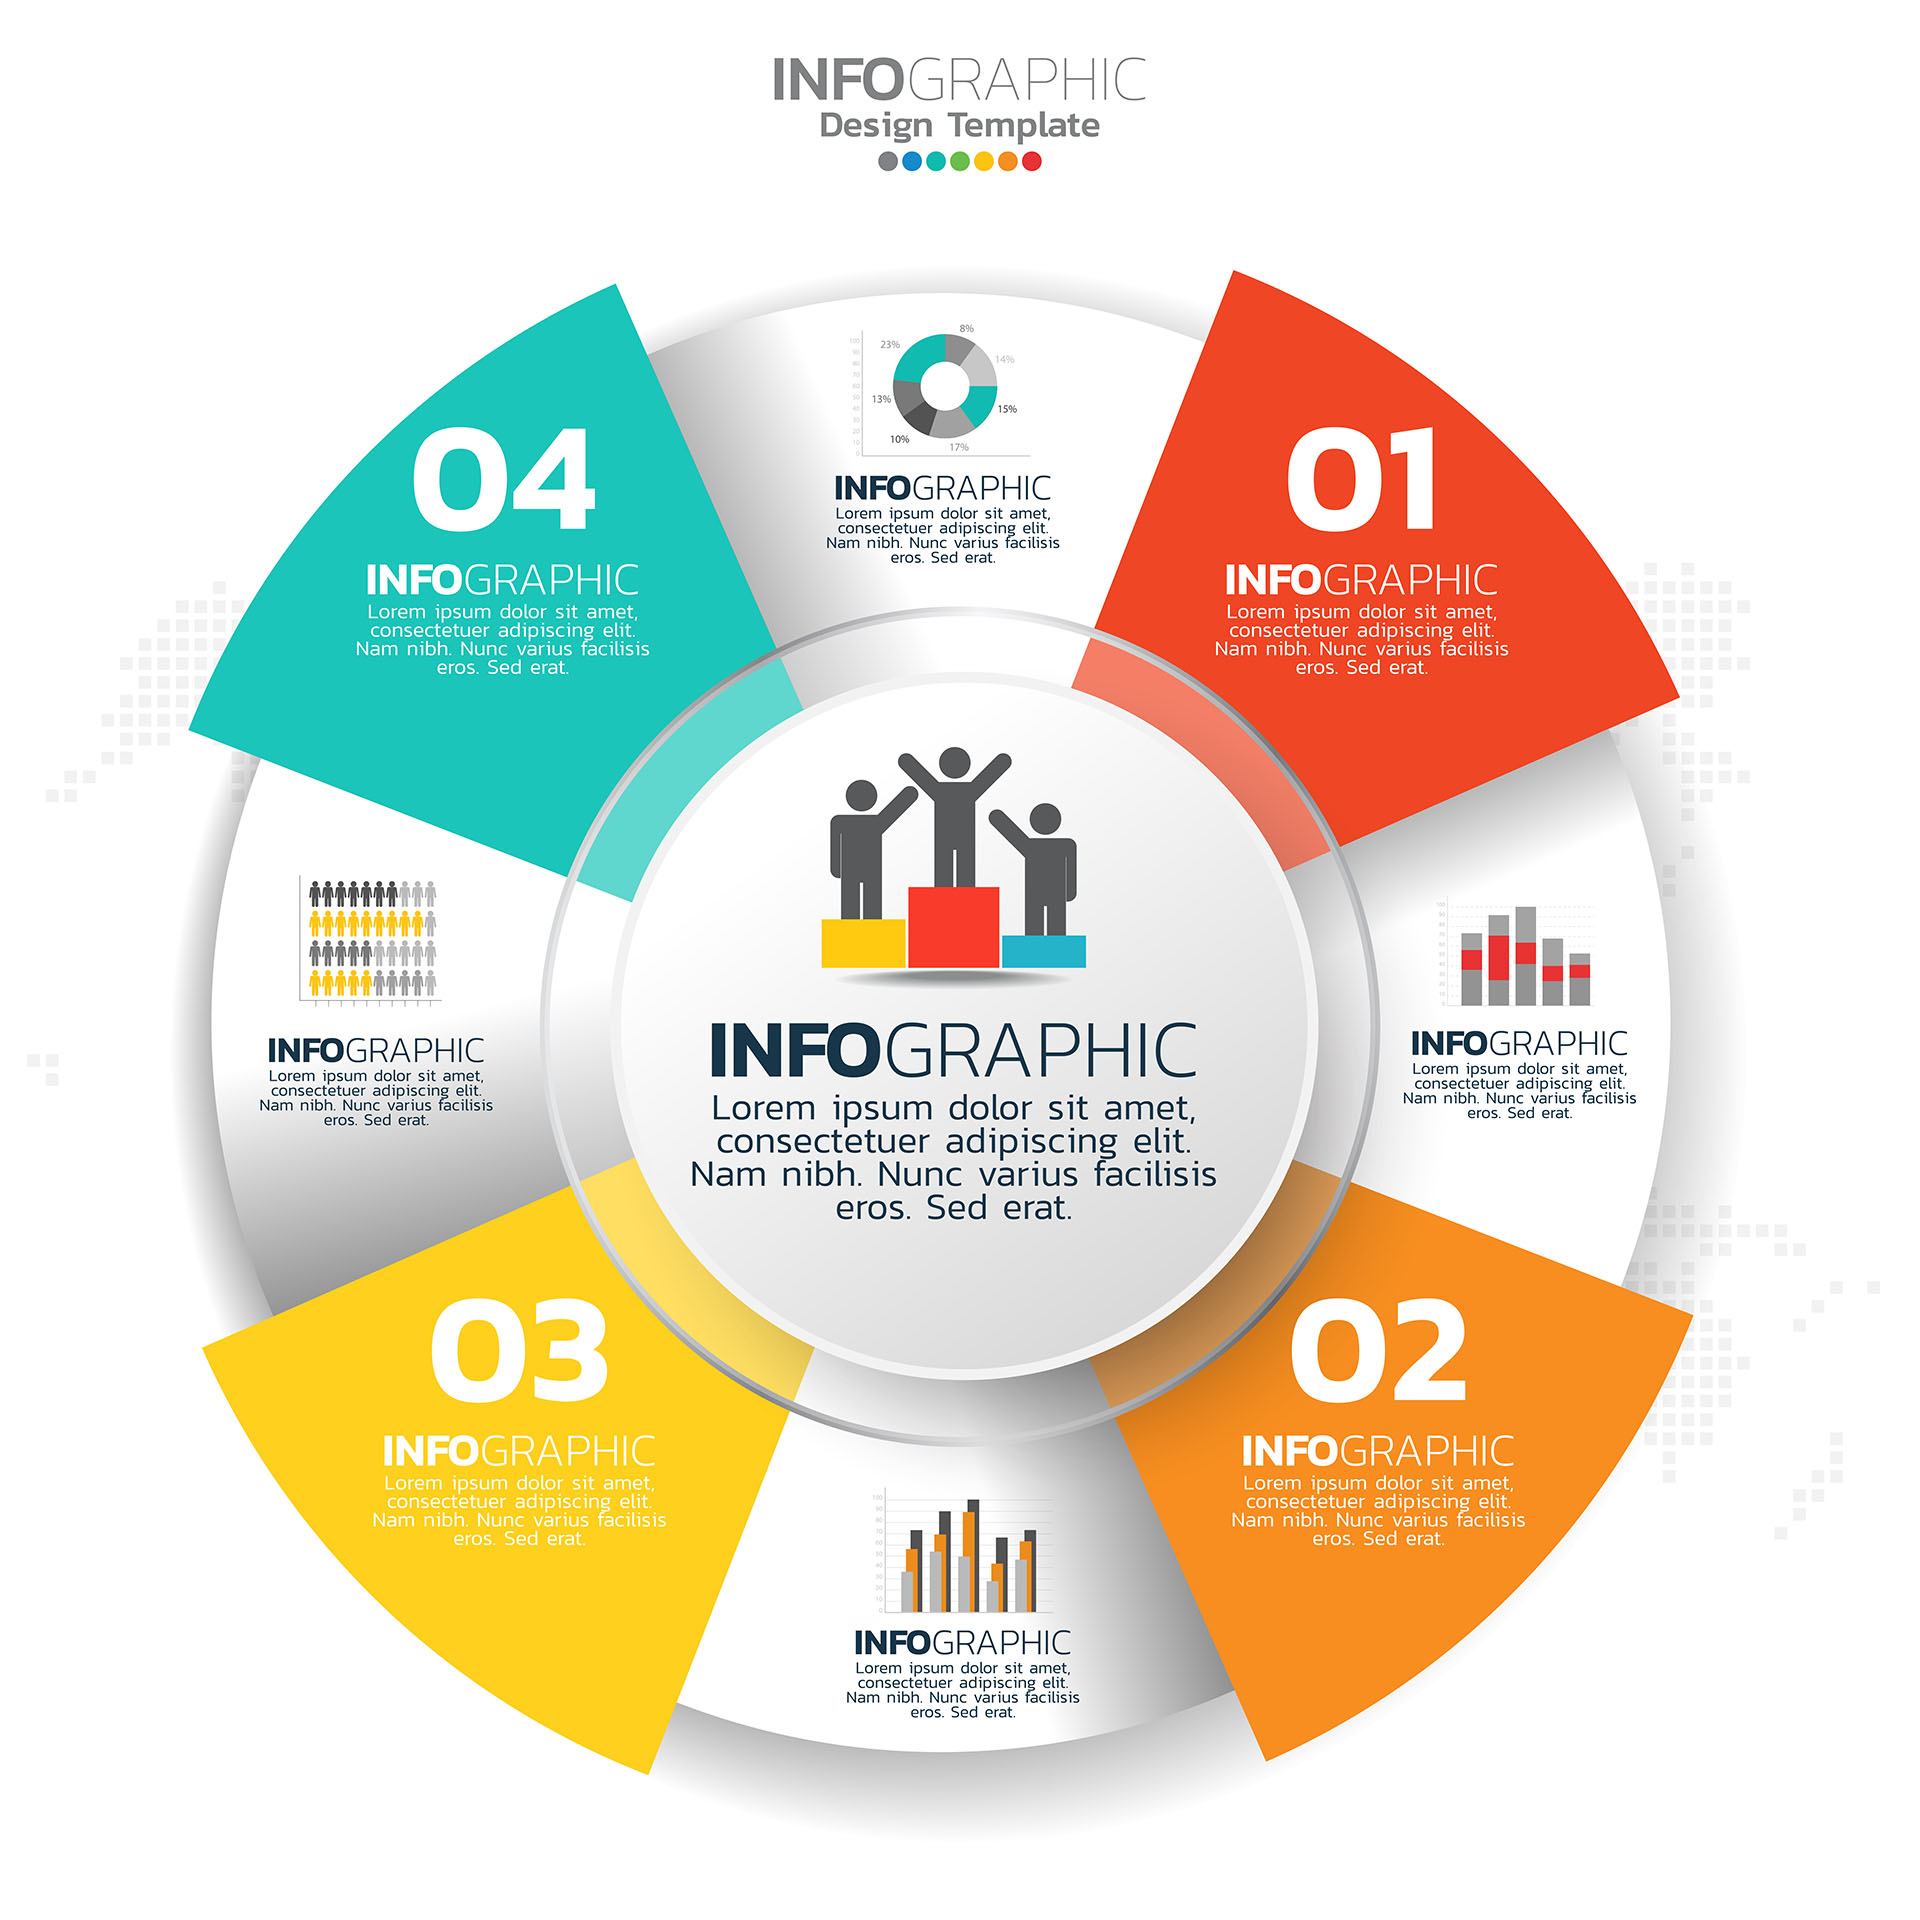 INFOGRAPHIC
Design Template
04
INFOGRAPHIC
Lorem ipsum dolor sit amet,
consectetuer adipiscing elit.
Nam nibh. Nunc varius facilisis
eros. Sed erat.
23%
8%
14%
13%
15%
10%
17%
INFOGRAPHIC
Lorem ipsum dolor sit amet,
consectetuer adipiscing elit.
Nam nibh. Nunc varius facilisis
eros. Sed erat.
01
INFOGRAPHIC
Lorem ipsum dolor sit amet,
consectetuer adipiscing elit.
Nam nibh. Nunc varius facilisis
eros. Sed erat.
INFOGRAPHIC
Lorem ipsum dolor sit amet,
consectetuer adipiscing elit.
Nam nibh. Nunc varius facilisis
eros. Sed erat.
INFOGRAPHIC
Lorem ipsum dolor sit amet,
consectetuer adipiscing elit.
Nam nibh. Nunc varius facilisis
eros. Sed erat.
INFOGRAPHIC
Lorem ipsum dolor sit amet,
consectetuer adipiscing elit.
Nam nibh. Nunc varius facilisis
eros. Sed erat.
03
INFOGRAPHIC
Lorem ipsum dolor sit amet,
consectetuer adipiscing elit.
Nam nibh. Nunc varius facilisis
eros. Sed erat.
INFOGRAPHIC
Lorem ipsum dolor sit amet,
consectetuer adipiscing elit.
Nam nibh. Nunc varius facilisis
eros. Sed erat.
02
INFOGRAPHIC
Lorem ipsum dolor sit amet,
consectetuer adipiscing elit.
Nam nibh. Nunc varius facilisis
eros. Sed erat.